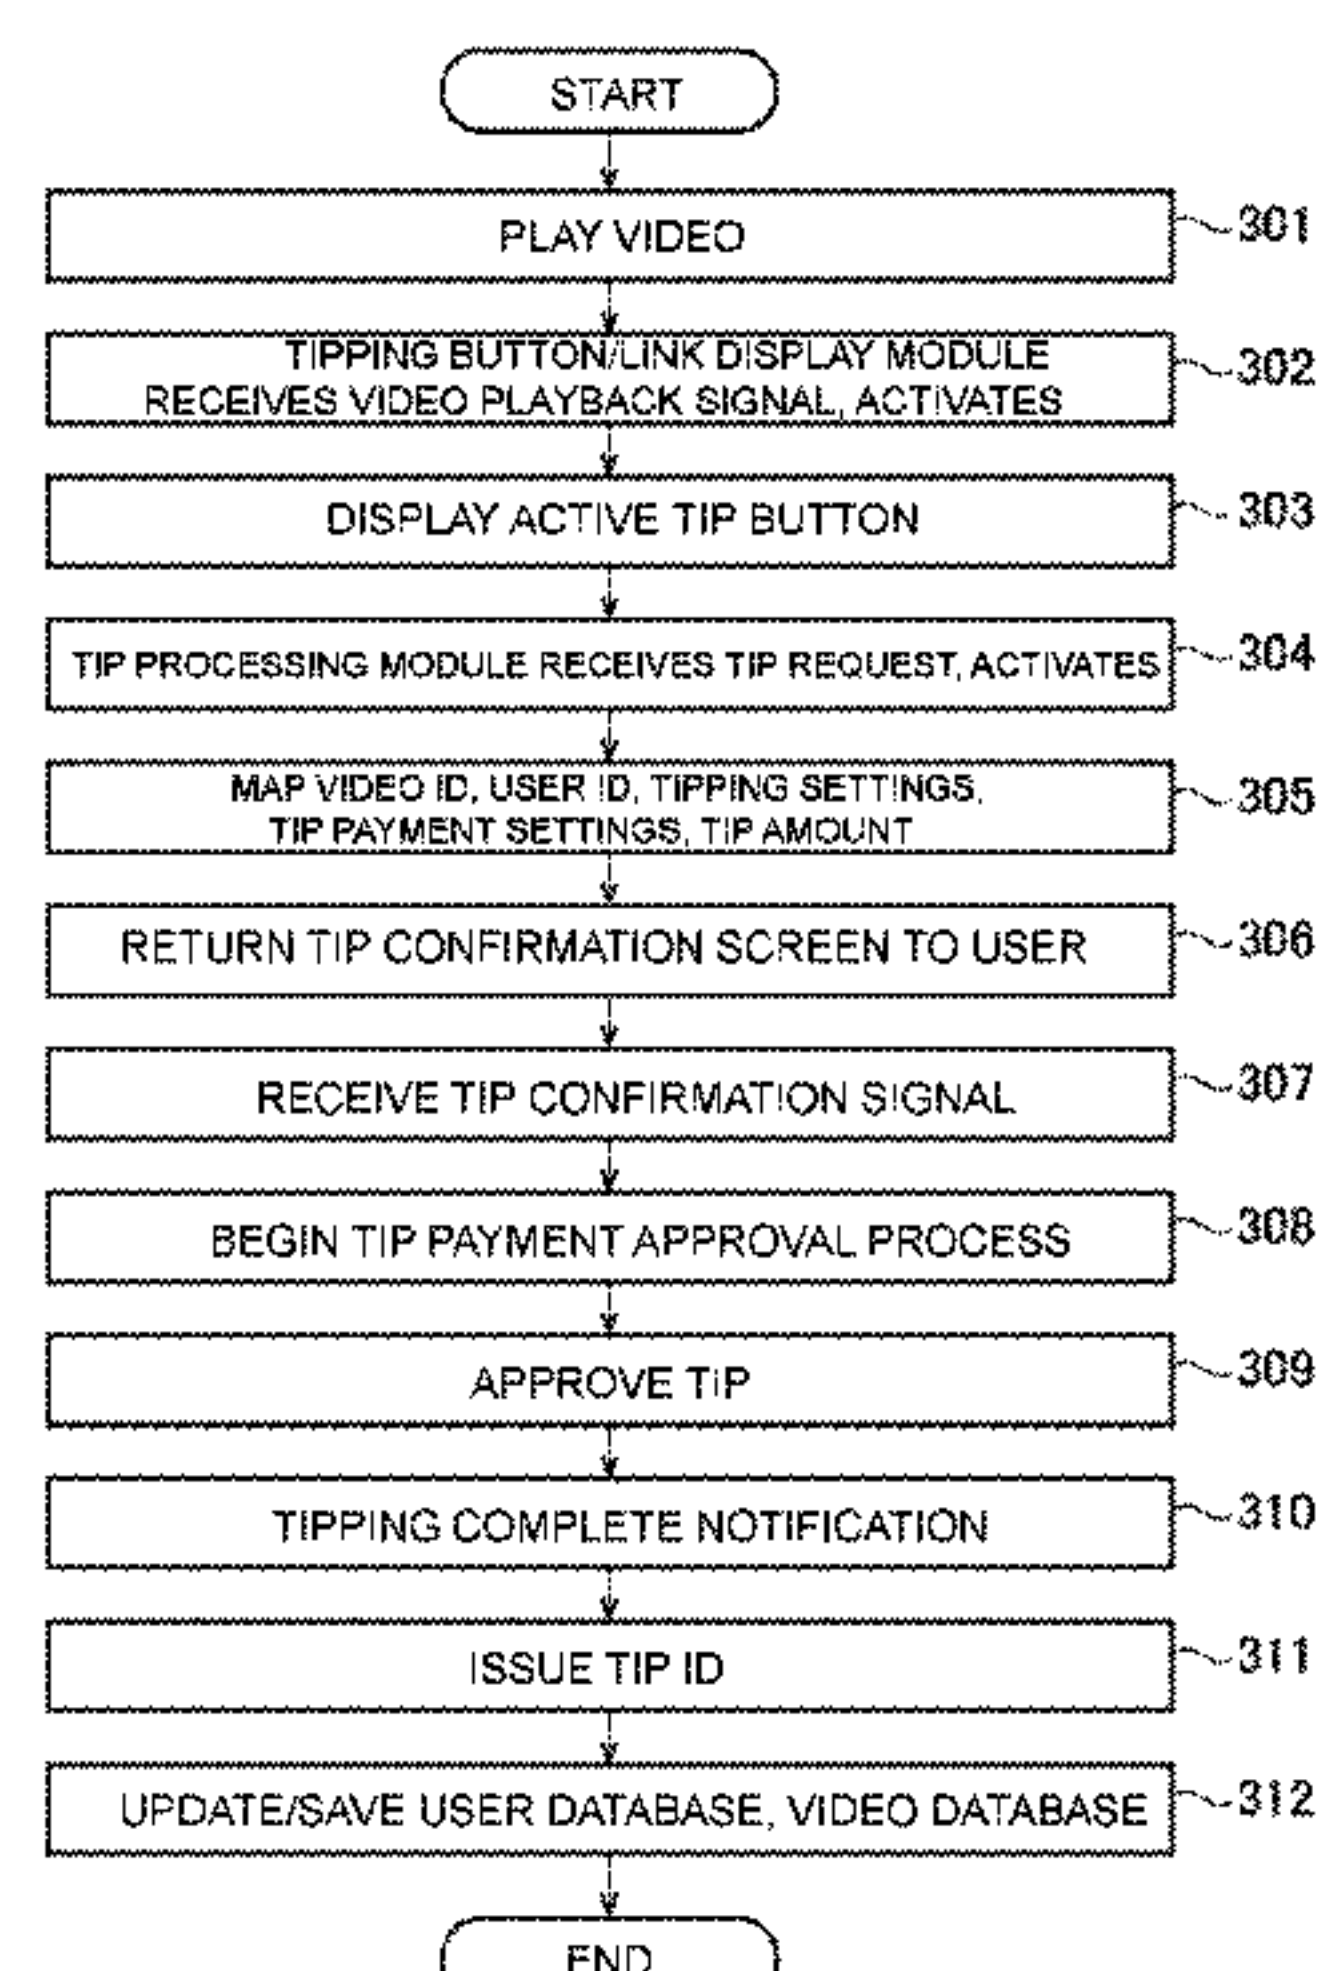 START
PLAY VIDEO
301
TIPPING BUTTON/LINK DISPLAY MODULE
RECEIVES VIDEO PLAYBACK SIGNAL, ACTIVATES
302
DISPLAY ACTIVE TIP BUTTON
303
TIP PROCESSING MODULE RECEIVES TIP REQUEST, ACTIVATES
304
MAP VIDEO ID, USER ID, TIPPING SETTINGS,
TIP PAYMENT SETTINGS, TIP AMOUNT
305
RETURN TIP CONFIRMATION SCREEN TO USER
306
RECEIVE TIP CONFIRMATION SIGNAL
307
BEGIN TIP PAYMENT APPROVAL PROCESS
308
APPROVE TIP
309
TIPPING COMPLETE NOTIFICATION
310
ISSUE TIP ID
311
UPDATE/SAVE USER DATABASE, VIDEO DATABASE
312
END